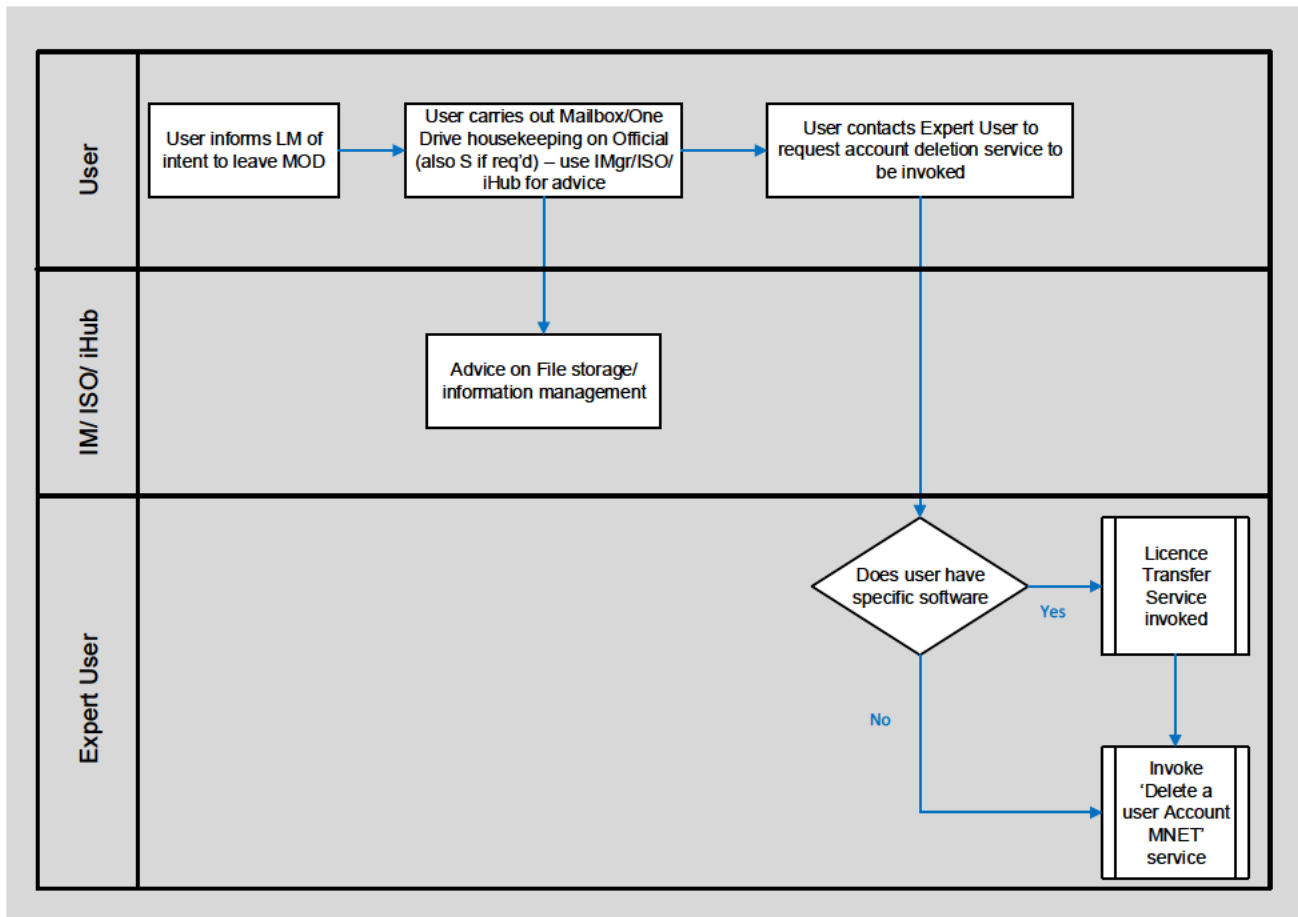 User
User informs LM of
intent to leave MOD
User carries out Mailbox/One
Drive housekeeping on Official
(also S if req'd) – use IMgr/ISO/
iHub for advice
User contacts Expert User to
request account deletion service to
be invoked
IM/ ISO/ iHub
Advice on File storage/
information management
Expert User
Does user have
specific software
Yes
No
Licence
Transfer
Service
invoked
Invoke
‘Delete a
user Account
MNET’
service